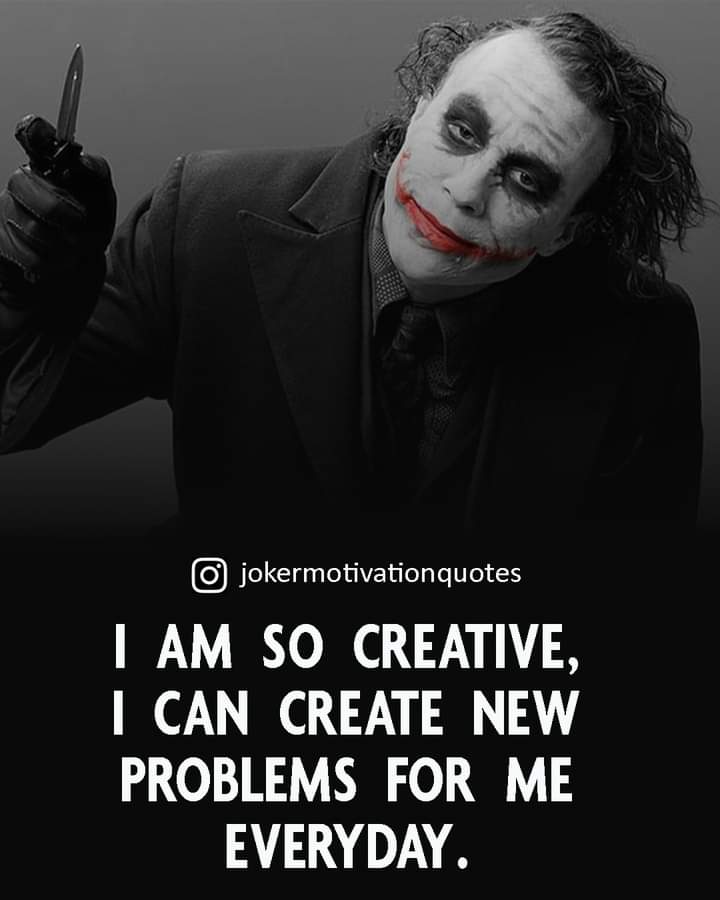 jokermotivationquotes
I AM SO CREATIVE,
I CAN CREATE NEW
PROBLEMS FOR ME
EVERYDAY.